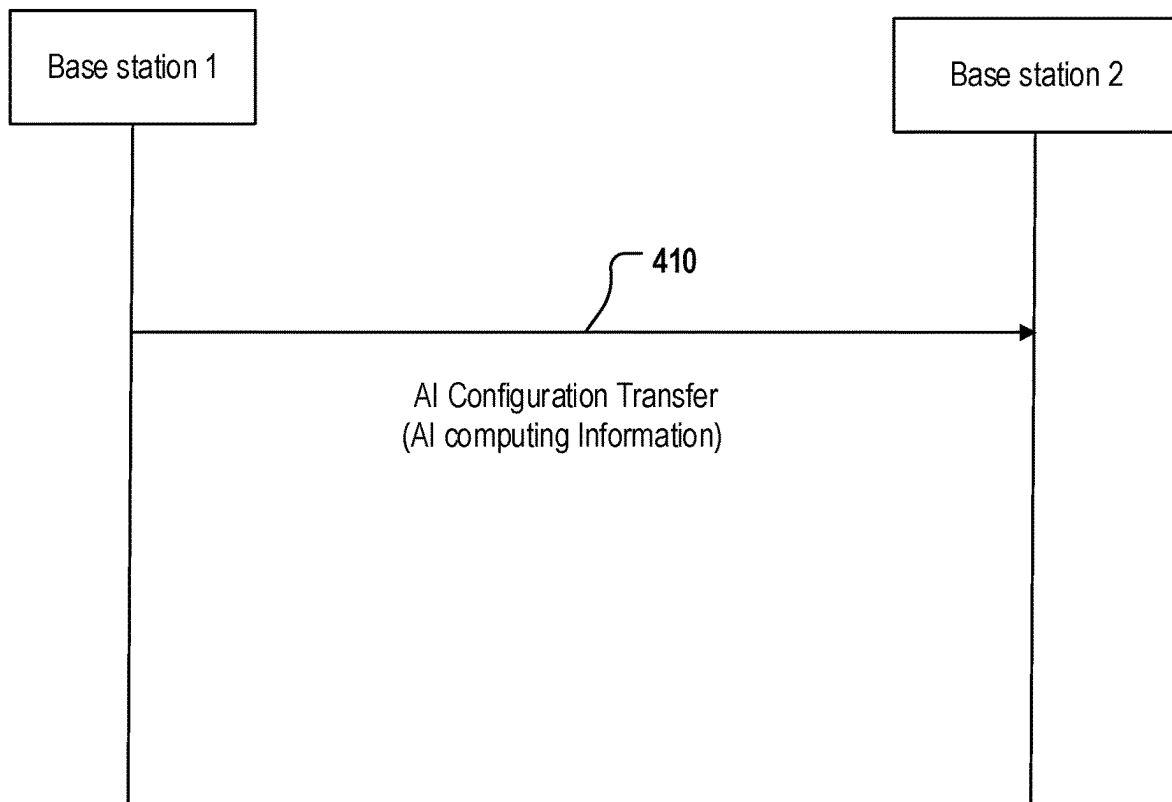 Base station 1
Base station 2
410
AI Configuration Transfer
(AI computing Information)